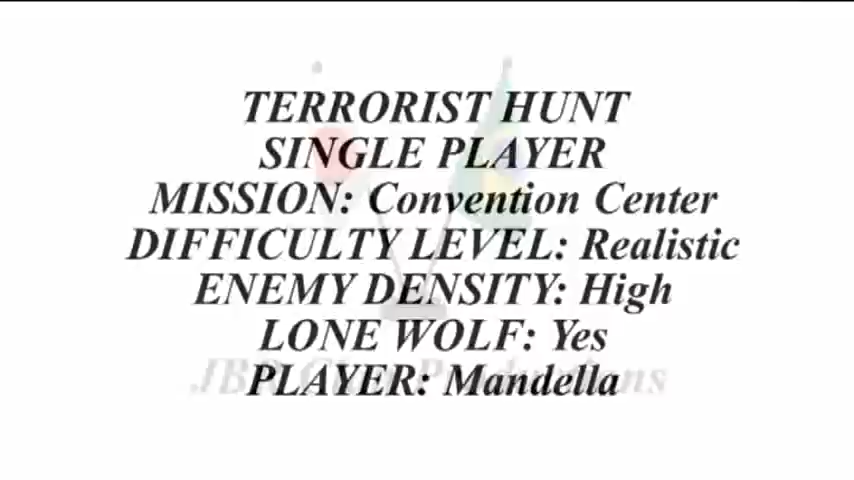 TERRORIST HUNT
SINGLE PLAYER
MISSION: Convention Center
DIFFICULTY LEVEL: Realistic
ENEMY DENSITY: High
LONE WOLF: Yes
PLAYER: Mandella